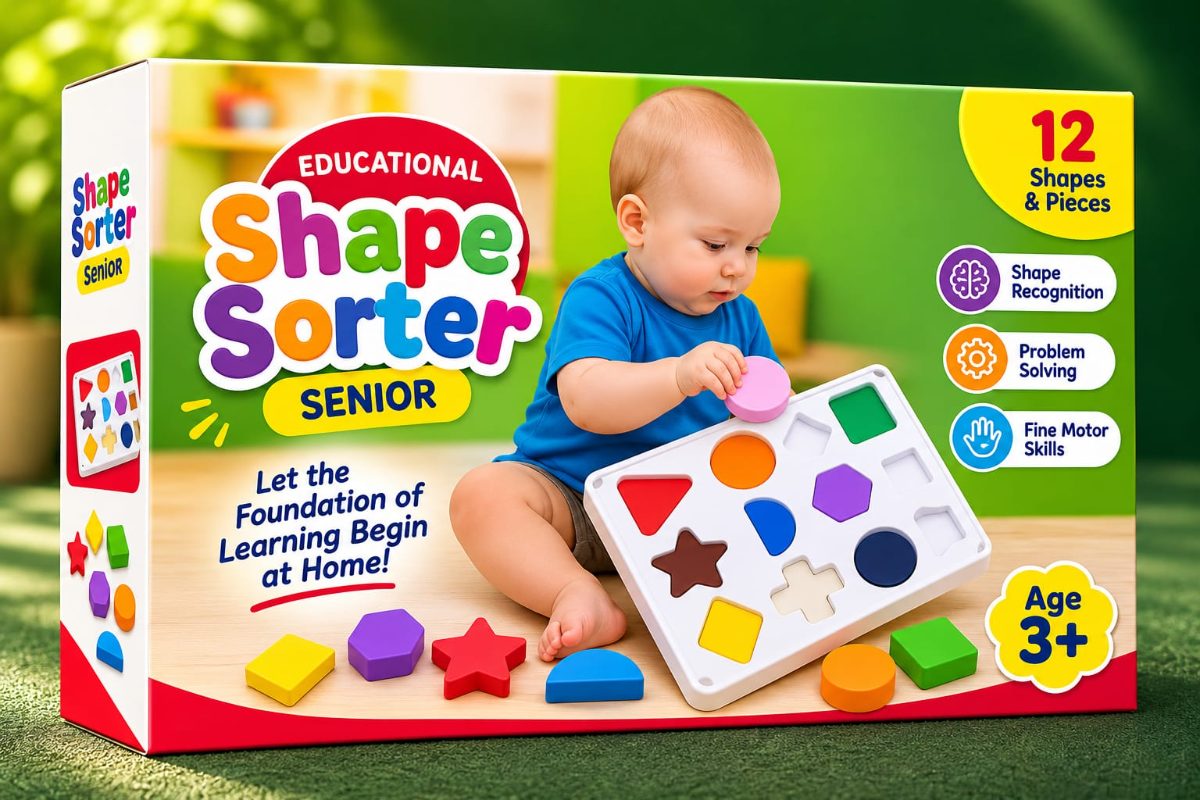 Shape
Sorter
SENIOR
EDUCATIONAL
Shape
Sorter
SENIOR
Let the
Foundation of
Learning Begin
at Home!
12
Shapes
& Pieces
Shape
Recognition
Problem
Solving
Fine Motor
Skills
Age
3+